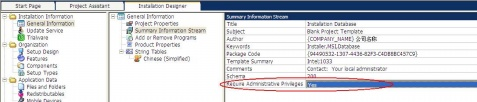 Start Page
Project Assistant
Installation Designer
Installation Information
General Information
Update Service
Trialware
Organization
Setup Design
Features
Components
Setup Types
Application Data
Files and Folders
Redistributables
Mobile Devices
General Information
Project Properties
Summary Information Stream
Add or Remove Programs
Product Properties
String Tables
Chinese (Simplified)
Summary Information Stream
Title Installation Database
Subject Bank Project Template
Author {COMPANY_NAME} 公司名称
Keywords Installer,MSI,Database
Package Code
Template Summary Intel;1033
Comments Contact: Your local administrator
Schema 200
Require Administrative Privileges Yes